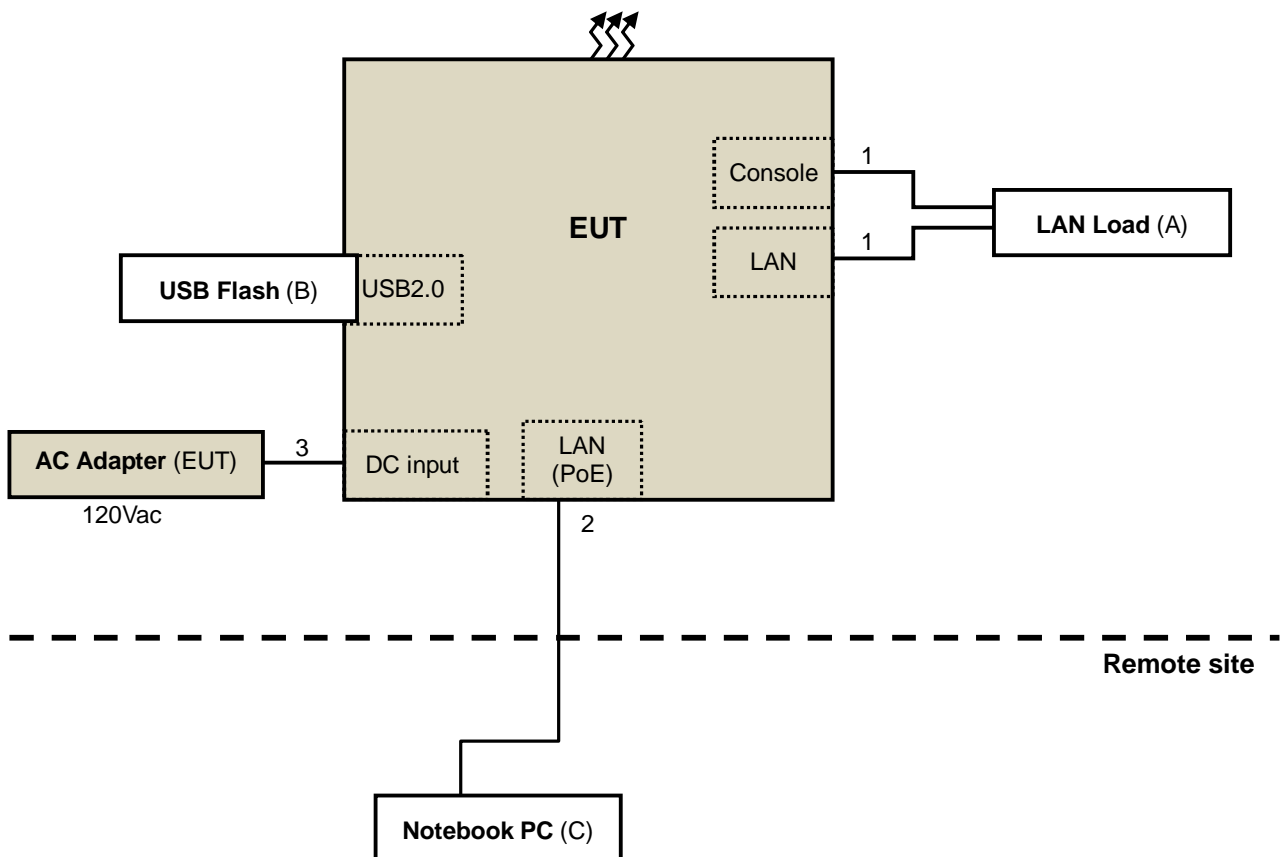 Console
1
EUT
LAN Load (A)
1
LAN
USB Flash (B)
USB2.0
AC Adapter (EUT)
3
DC input
LAN
(PoE)
120Vac
2
Remote site
Notebook PC (C)